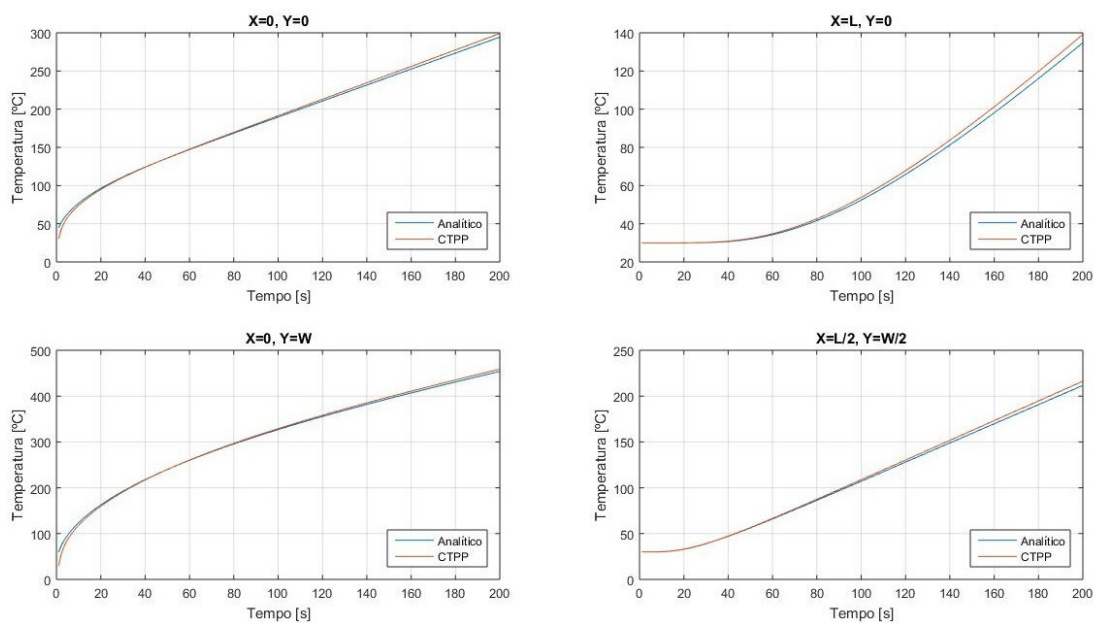 X=0, Y=0
300
250
200
150
100
50
0
Temperatura [ºC]
Analítico
CTPP
0 20 40 60 80 100 120 140 160 180 200
Tempo [s]
X=L, Y=0
140
120
100
80
60
40
20
Temperatura [ºC]
Analítico
CTPP
0 20 40 60 80 100 120 140 160 180 200
Tempo [s]
X=0, Y=W
500
400
300
200
100
0
Temperatura [ºC]
Analítico
CTPP
0 20 40 60 80 100 120 140 160 180 200
Tempo [s]
X=L/2, Y=W/2
250
200
150
100
50
0
Temperatura [ºC]
Analítico
CTPP
0 20 40 60 80 100 120 140 160 180 200
Tempo [s]